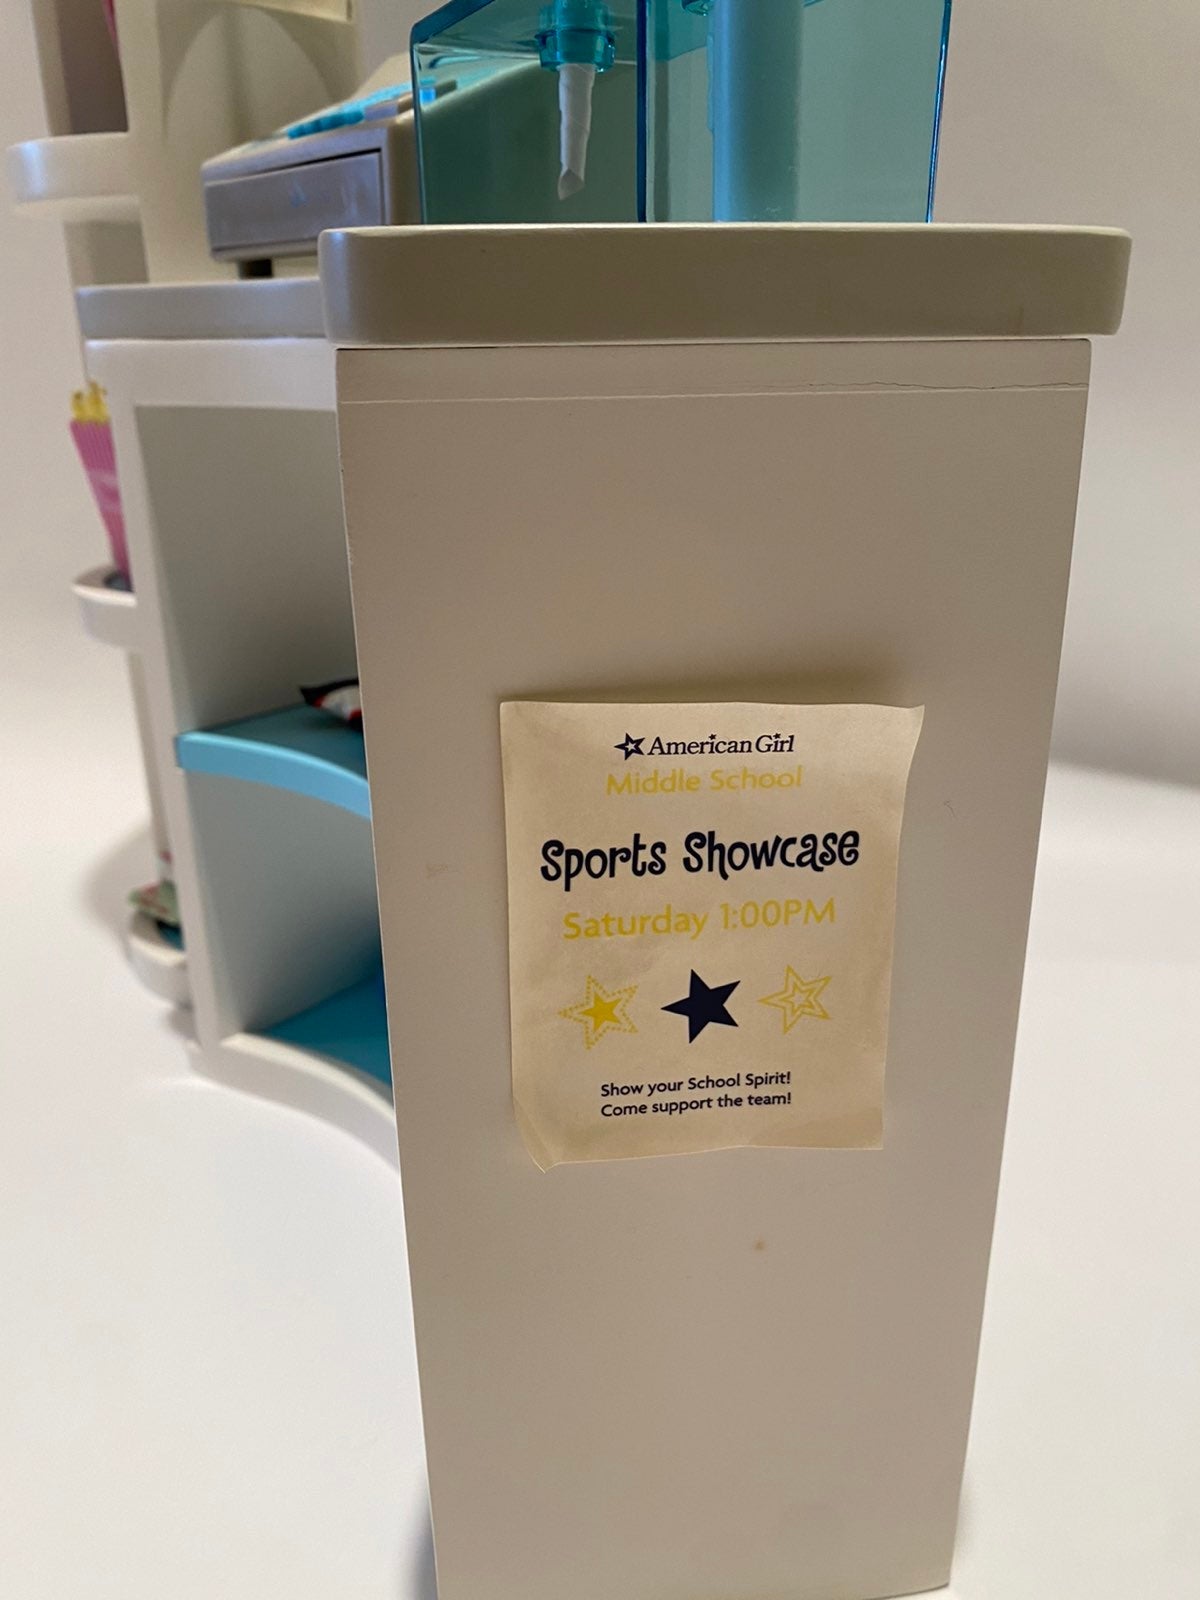 American Girl
Middle School
Sports Showcase
Saturday 1:00PM
Show your School Spirit!
Come support the team!